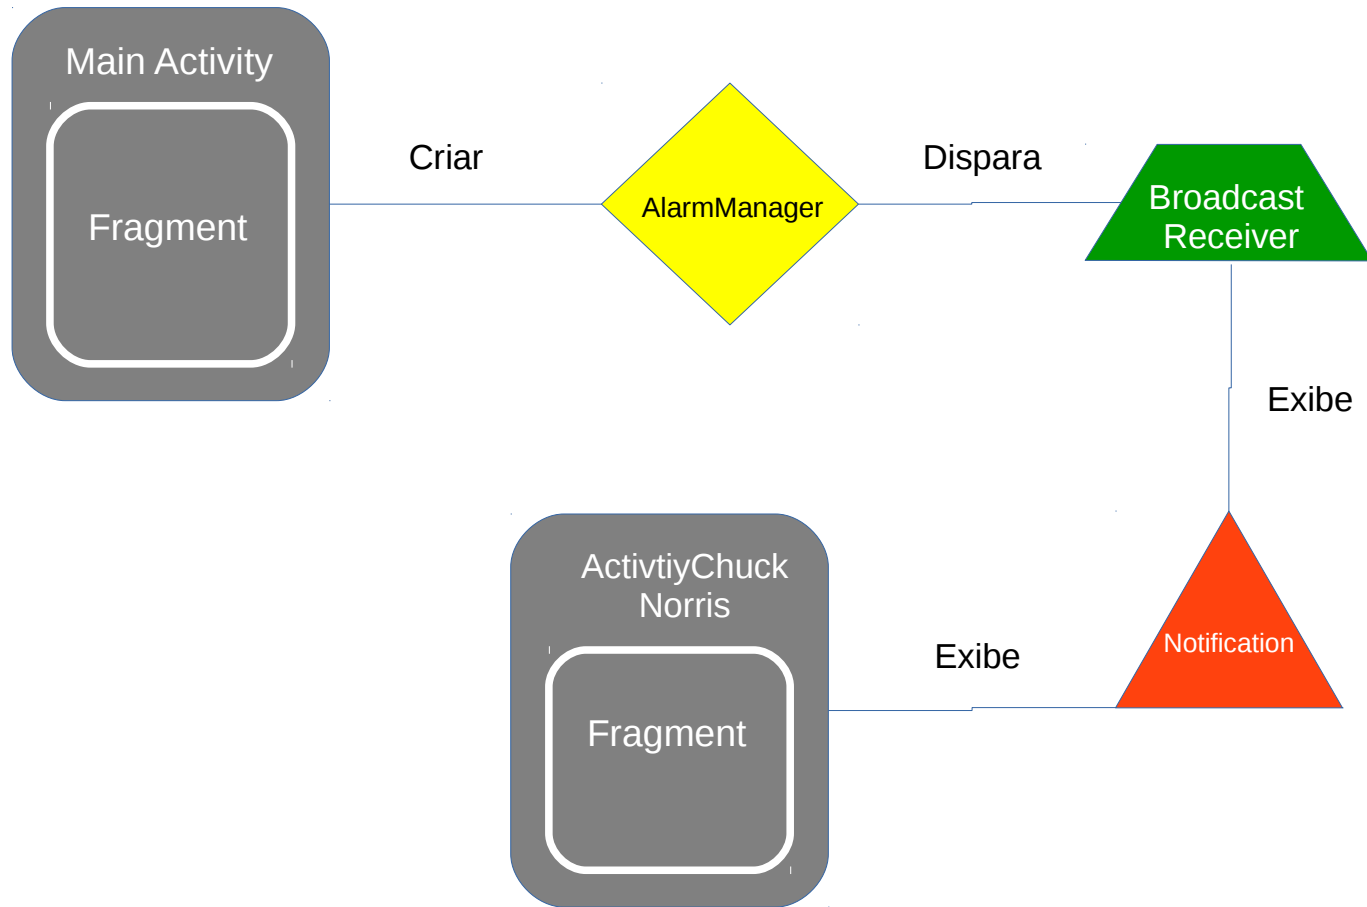 Main Activity
Fragment
Criar
AlarmManager
Dispara
Broadcast
Receiver
Exibe
Notification
Exibe
ActivtiyChuck
Norris
Fragment